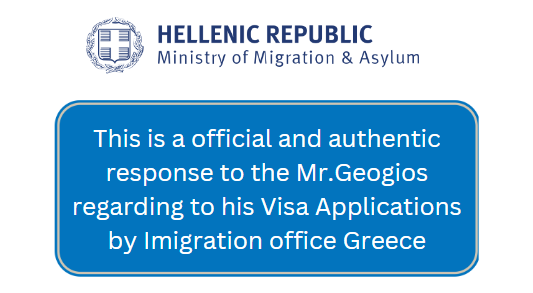 HELLENIC REPUBLIC
Ministry of Migration & Asylum
This is a official and authentic
response to the Mr.Geogios
regarding to his Visa Applications
by Imigration office Greece